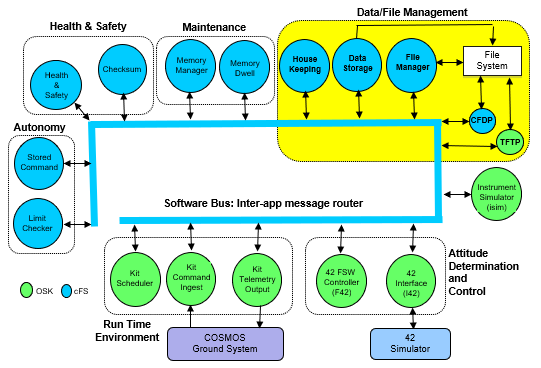 Health & Safety
Maintenance
Data/File Management
Health
&
Safety
Checksum
Memory
Manager
Memory
Dwell
House
Keeping
Data
Storage
File
Manager
File
System
CFDP
TFTP
Autonomy
Stored
Command
Limit
Checker
Software Bus: Inter-app message router
Instrument
Simulator
(isim)
Kit
Scheduler
Kit
Command
Ingest
Kit
Telemetry
Output
42 FSW
Controller
(F42)
42
Interface
(I42)
Attitude
Determination
and
Control
OSK
cFS
Run Time
Environment
COSMOS
Ground System
42
Simulator